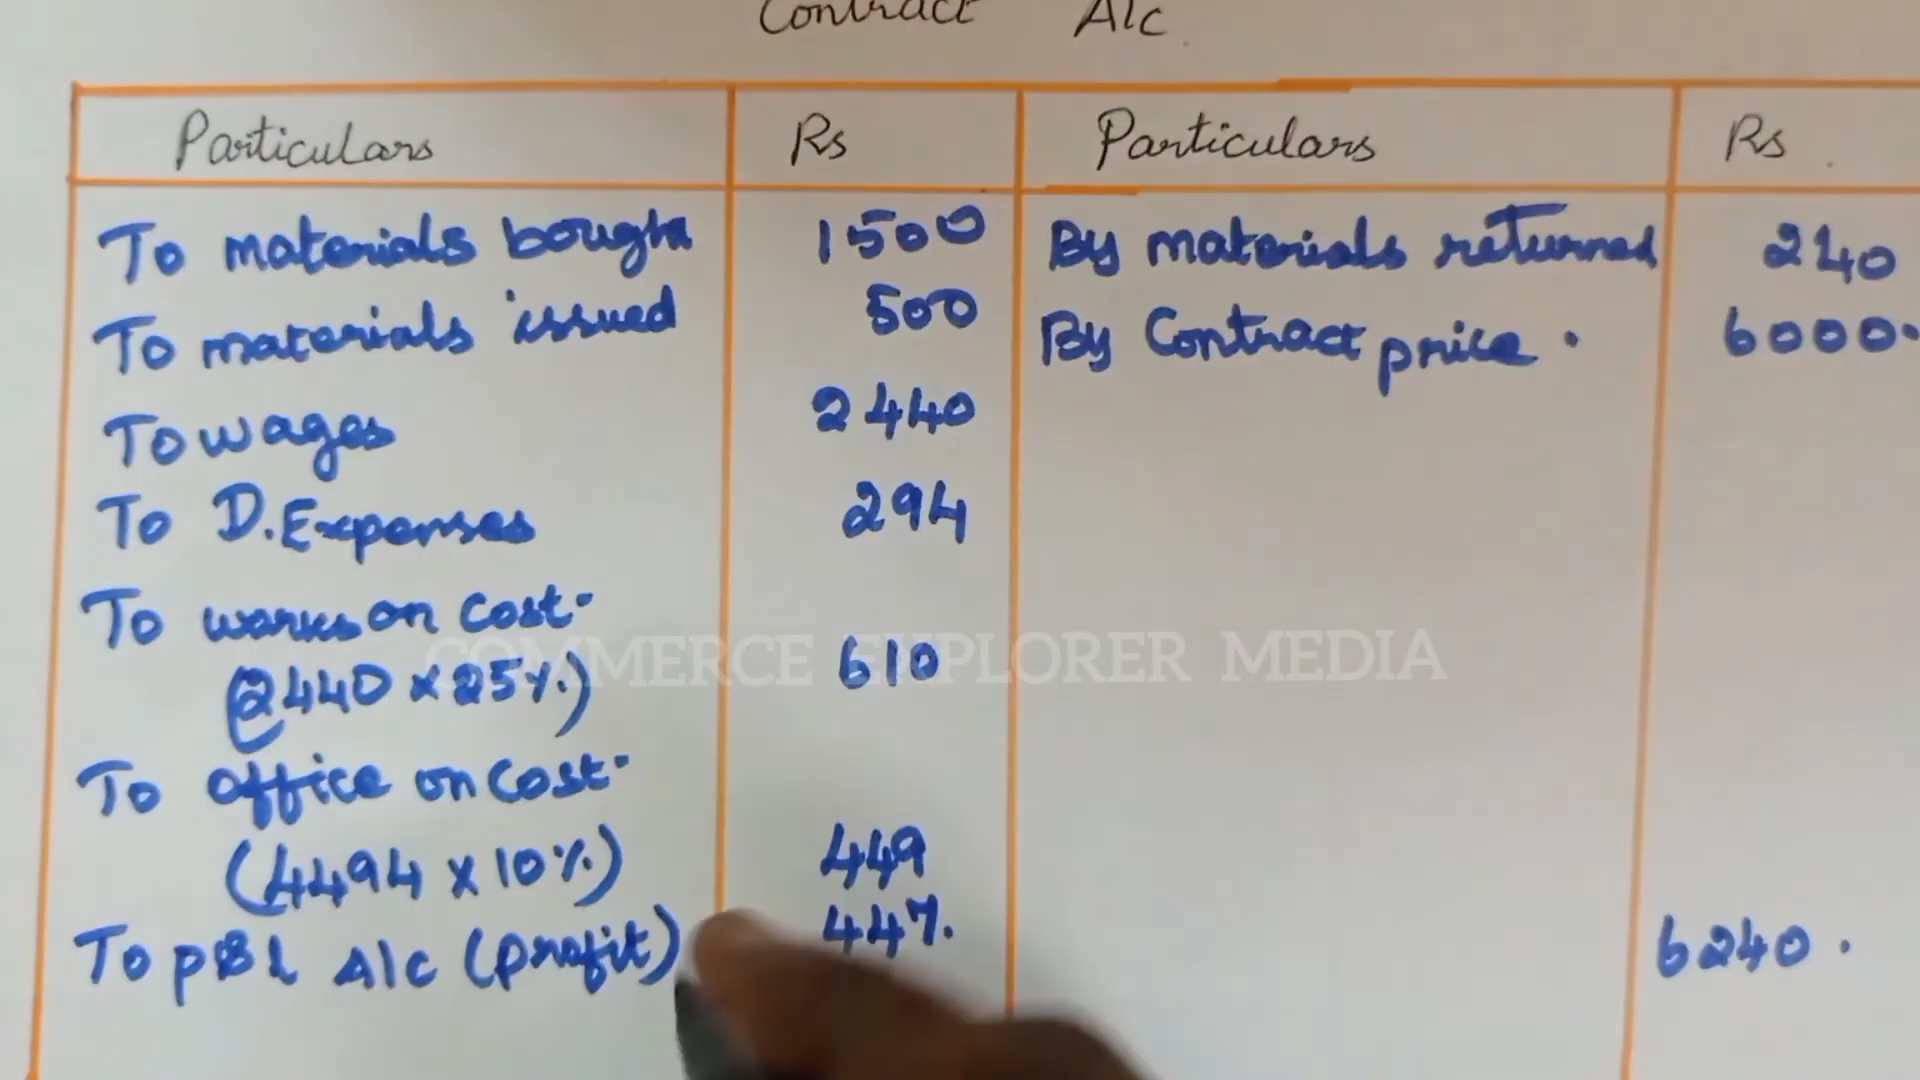 Contract A/c
Particulars Rs Particulars Rs
To materials bought 1500 By materials returned 240
To materials issued 500 By Contract price. 6000.
To wages 2440
To D.Expenses 294
To works on cost-
(2440 x 25%) 610
COMMERCE EXPLORER MEDIA
To office on cost-
(4494 x 10%) 449
To p&l A/c (profit) 447. 6240.